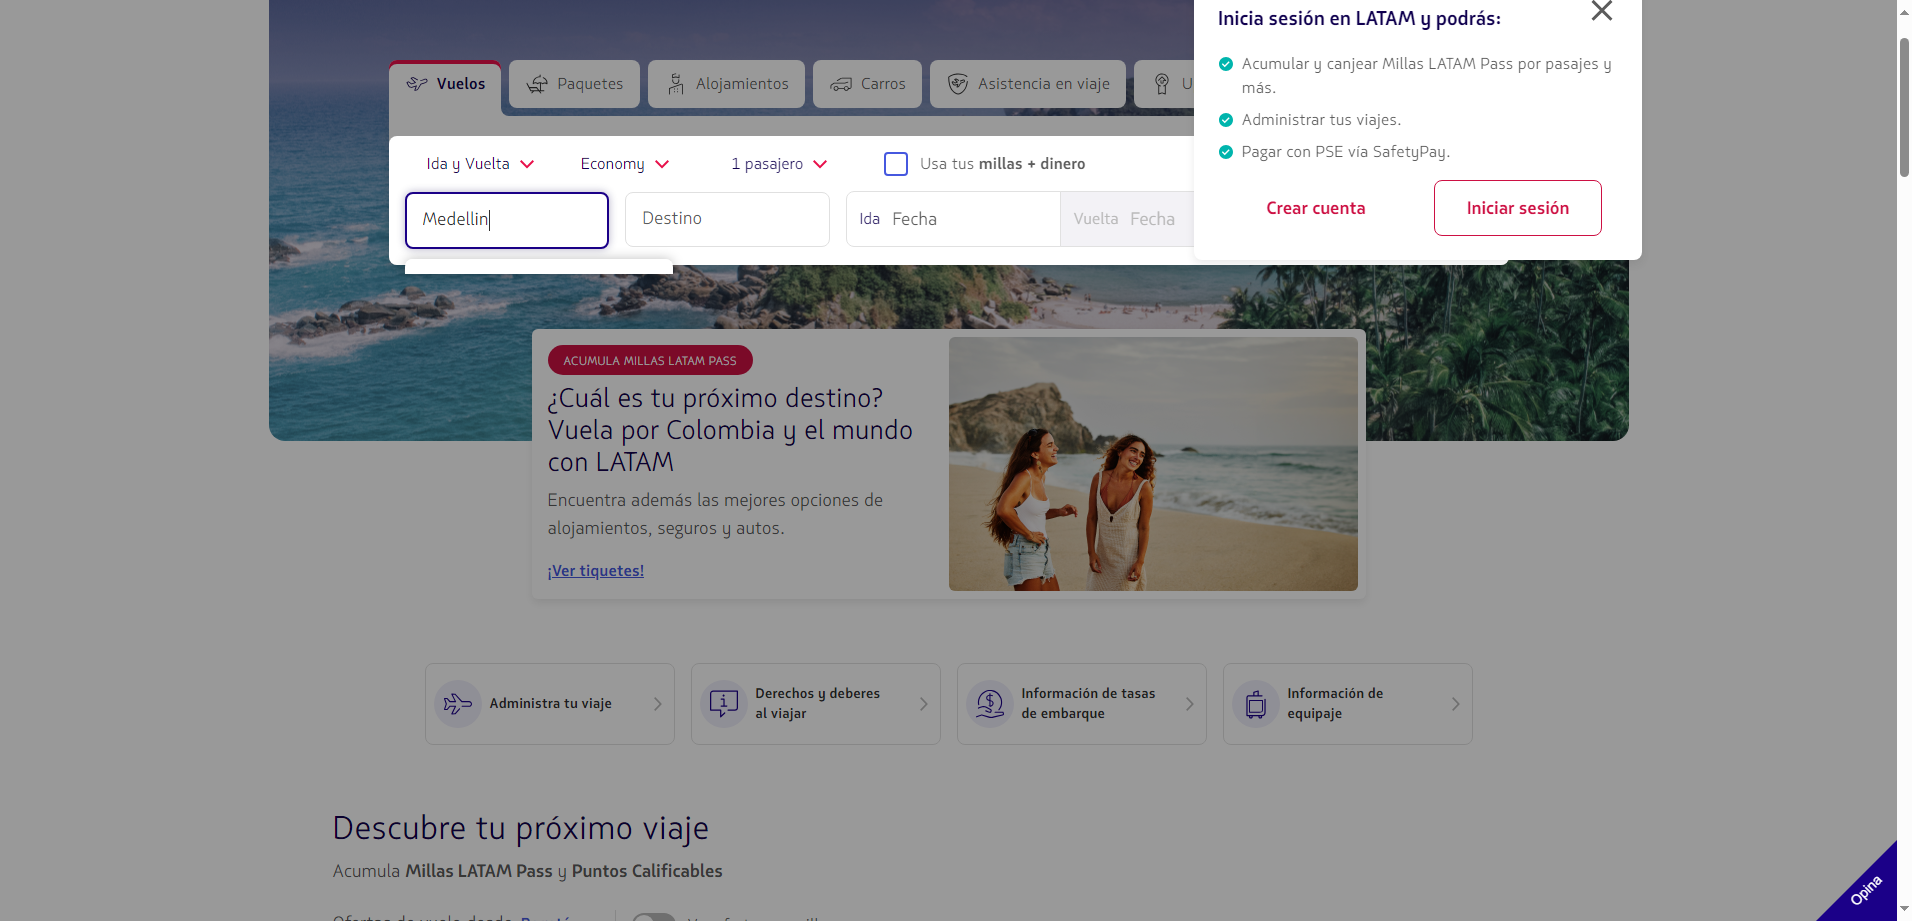 Inicia sesión en LATAM y podrás:
Acumular y canjear Millas LATAM Pass por pasajes y
más.
Administrar tus viajes.
Pagar con PSE vía SafetyPay.
Crear cuenta
Iniciar sesión
Vuelos
Paquetes
Alojamientos
Carros
Asistencia en viaje
U
Ida y Vuelta
Economy
1 pasajero
Usa tus millas + dinero
Medellin
Destino
Ida Fecha
Vuelta Fecha
ACUMULA MILLAS LATAM PASS
¿Cuál es tu próximo destino?
Vuela por Colombia y el mundo
con LATAM
Encuentra además las mejores opciones de
alojamientos, seguros y autos.
¡Ver tiquetes!
Administra tu viaje
Derechos y deberes
al viajar
Información de tasas
de embarque
Información de
equipaje
Descubre tu próximo viaje
Acumula Millas LATAM Pass y Puntos Calificables
Opina